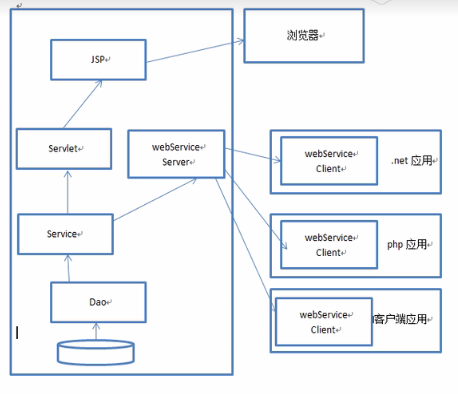 JSP
浏览器
Servlet
webService
Server
webService
Client
.net 应用
Service
webService
Client
php 应用
Dao
webService
Client
客户端应用